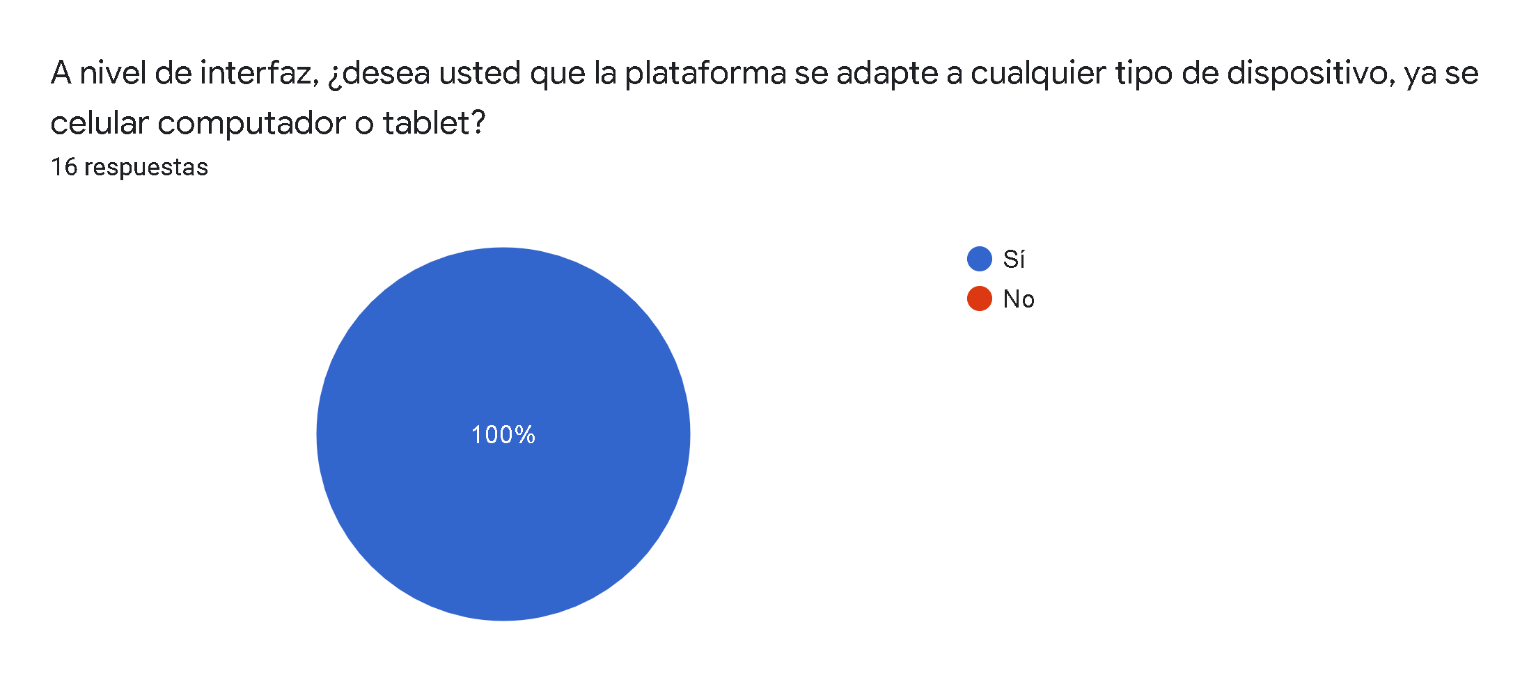 A nivel de interfaz, ¿desea usted que la plataforma se adapte a cualquier tipo de dispositivo, ya se
celular computador o tablet?
16 respuestas
Sí
No
100%